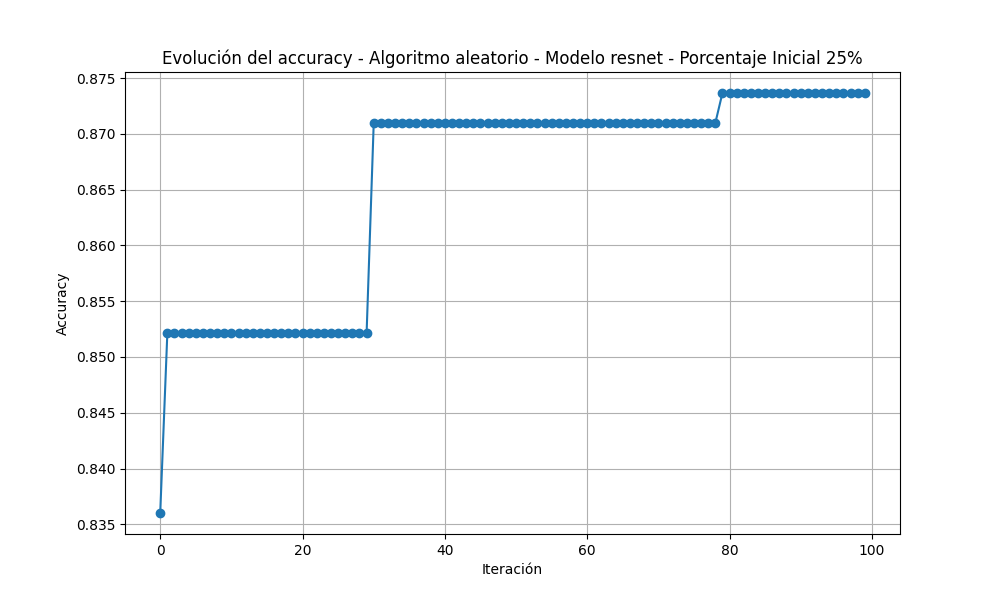 Evolución del accuracy - Algoritmo aleatorio - Modelo resnet - Porcentaje Inicial 25%
0.875
0.870
0.865
0.860
0.855
0.850
0.845
0.840
0.835
Accuracy
0 20 40 60 80 100
Iteración